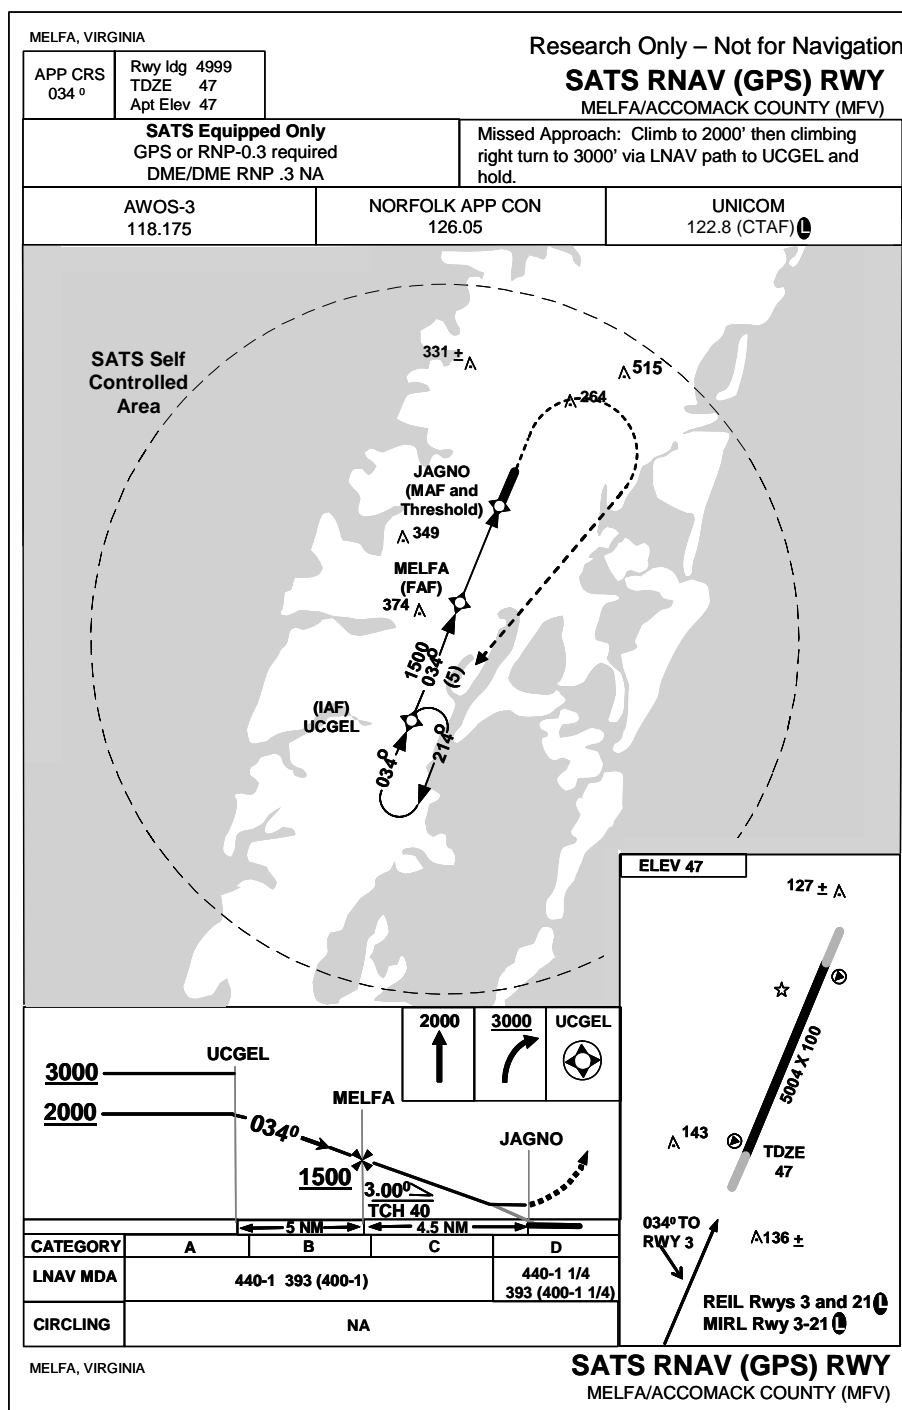 MELFA, VIRGINIA
Research Only – Not for Navigation
SATS RNAV (GPS) RWY
MELFA/ACCOMACK COUNTY (MFV)
APP CRS
034 º
Rwy ldg 4999
TDZE 47
Apt Elev 47
SATS Equipped Only
GPS or RNP-0.3 required
DME/DME RNP .3 NA
Missed Approach: Climb to 2000’ then climbing
right turn to 3000’ via LNAV path to UCGEL and
hold.
AWOS-3
118.175
NORFOLK APP CON
126.05
UNICOM
122.8 (CTAF) L
SATS Self
Controlled
Area
331 ±
515
264
JAGNO
(MAF and
Threshold)
349
MELFA
(FAF)
374
1500
034º
(5)
(IAF)
UCGEL
034º
214º
ELEV 47
127 ±
5004 X 100
143
TDZE
47
034º TO
RWY 3
136 ±
REIL Rwys 3 and 21 L
MIRL Rwy 3-21 L
2000
3000
UCGEL
UCGEL
3000
2000
034º
MELFA
1500
JAGNO
3.00º
TCH 40
5 NM
4.5 NM
CATEGORY A B C D
LNAV MDA
440-1 393 (400-1)
440-1 1/4
393 (400-1 1/4)
CIRCLING
NA
MELFA, VIRGINIA
SATS RNAV (GPS) RWY
MELFA/ACCOMACK COUNTY (MFV)